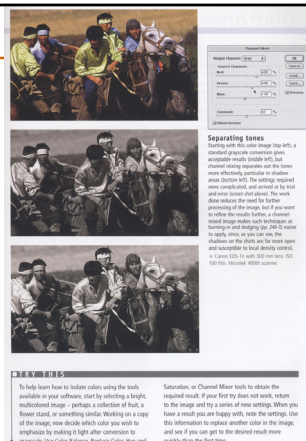 Channel Mixer
Output Channel: Gray
OK
Source Channels
Cancel
Red:
Load...
Green:
Save...
Blue:
Preview
Constant:
Monochrome
Separating tones
Starting with this color image (top left), a
standard grayscale conversion gives
acceptable results (middle left), but
channel mixing separates out the tones
more effectively, particular in shadow
areas (bottom left). The settings required
were complicated, and arrived at by trial
and error (screen shot above). The work
done reduces the need for further
processing of the image, but if you want
to refine the results further, a channel-
mixed image makes such techniques as
burning-in and dodging (pp. 244-5) easier
to apply, since, as you can see, the
shadows on the shirts are far more open
and susceptible to local density control.
Canon EOS-1n with 300 mm lens, ISO
100 film. Microtek 4000t scanner.
TRY THIS
To help learn how to isolate colors using the tools
available in your software, start by selecting a bright,
multicolored image – perhaps a collection of fruit, a
flower stand, or something similar. Working on a copy
of the image, now decide which color you wish to
emphasize by making it light after conversion to
grayscale. Use Color Balance, Replace Color, Hue and
Saturation, or Channel Mixer tools to obtain the
required result. If your first try does not work, return
to the image and try a series of new settings. When you
have a result you are happy with, note the settings. Use
this information to replace another color in the image,
and see if you can get to the desired result more
quickly than the first time.